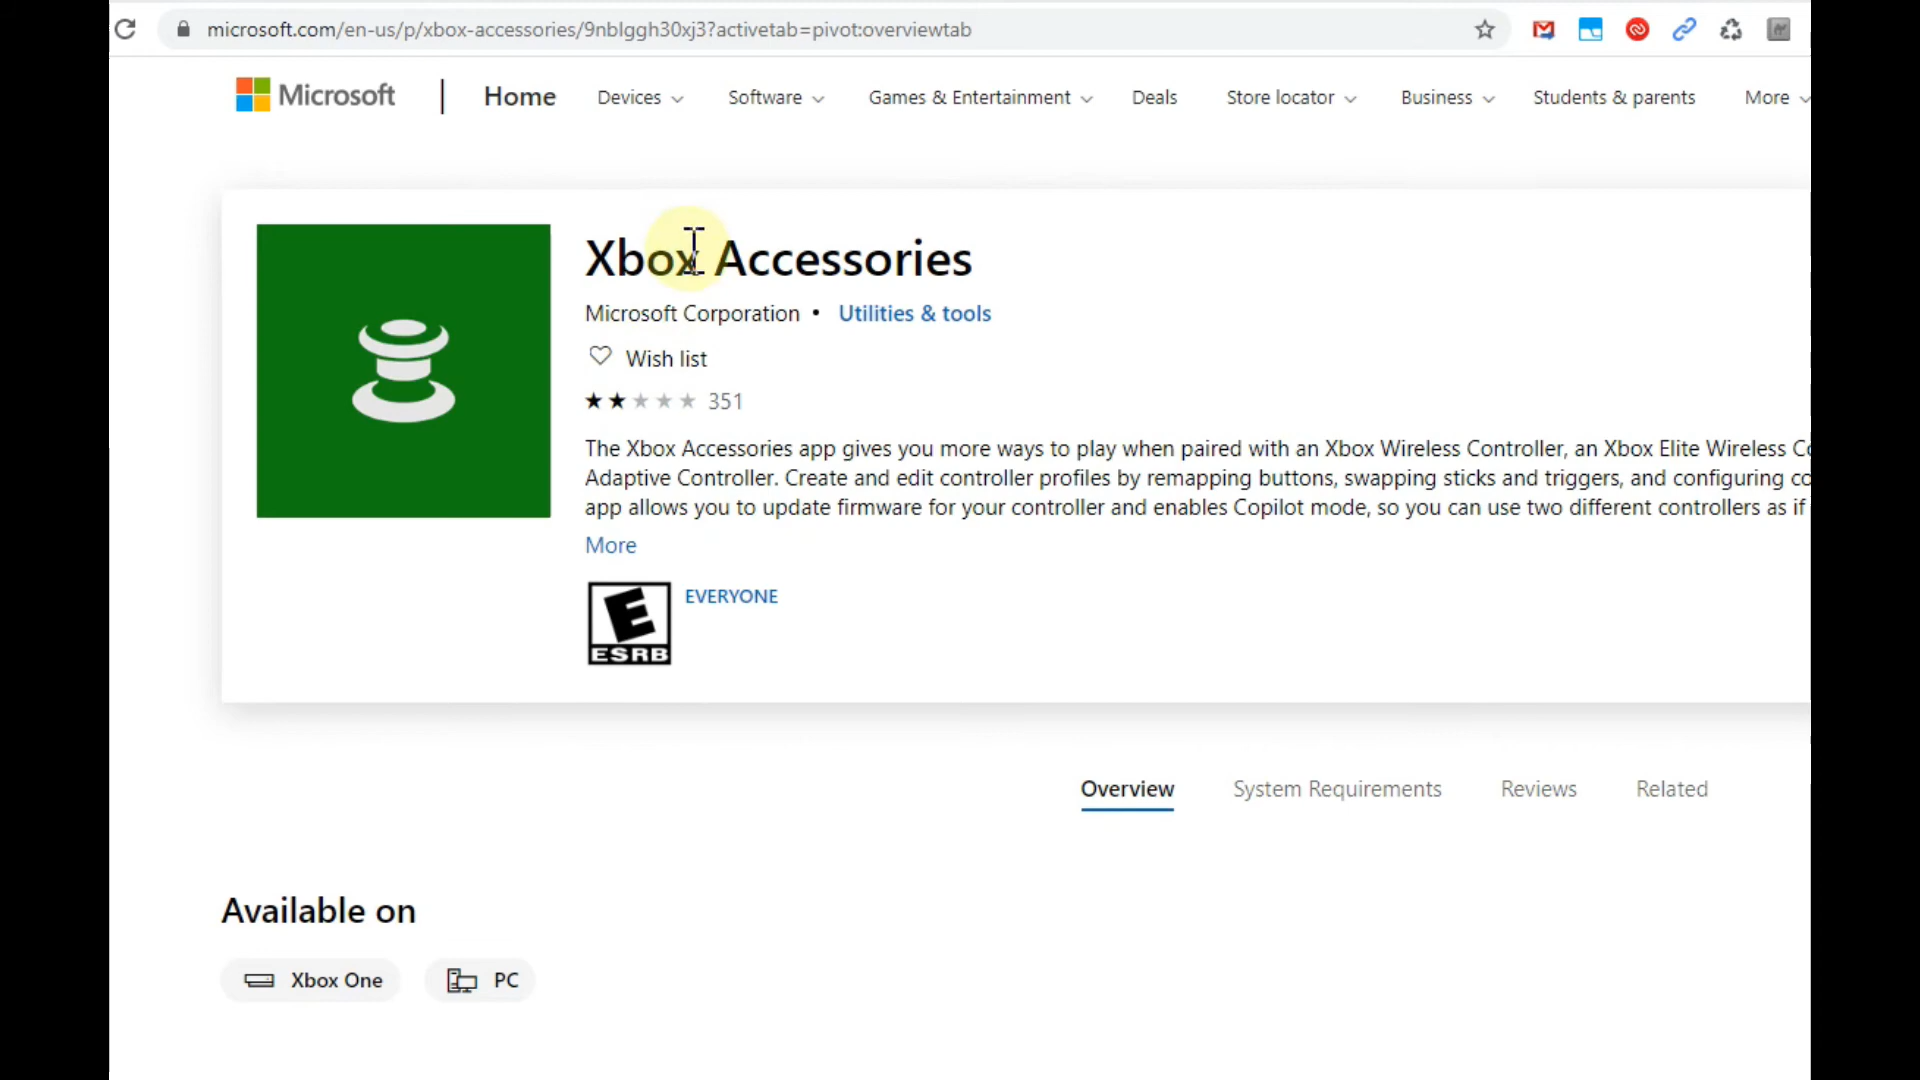 microsoft.com/en-us/p/xbox-accessories/9nblggh30xj3?activetab=pivot:overviewtab
Microsoft Home Devices Software Games & Entertainment Deals Store locator Business Students & parents More
Xbox Accessories
Microsoft Corporation • Utilities & tools
Wish list
351
The Xbox Accessories app gives you more ways to play when paired with an Xbox Wireless Controller, an Xbox Elite Wireless
Adaptive Controller. Create and edit controller profiles by remapping buttons, swapping sticks and triggers, and configuring
app allows you to update firmware for your controller and enables Copilot mode, so you can use two different controllers as if
More
E EVERYONE
ESRB
Overview System Requirements Reviews Related
Available on
Xbox One PC